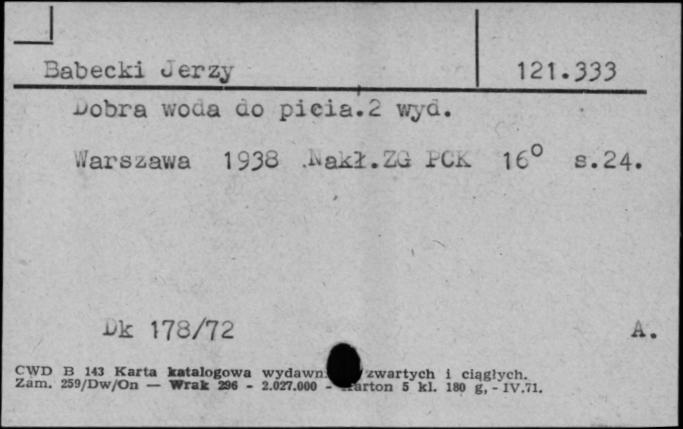 Babecki Jerzy 121.333
Dobra woda do picia.2 wyd.
Warszawa 1938 .Nakł.ZG PCK 16° s.24.
Dk 178/72 A.
CWD B 143 Karta katalogowa wydawn. zwartych i ciągłych.
Zam. 259/Dw/On — Wrak 296 - 2.027.000 - karton 5 kl. 180 g, - IV.71.